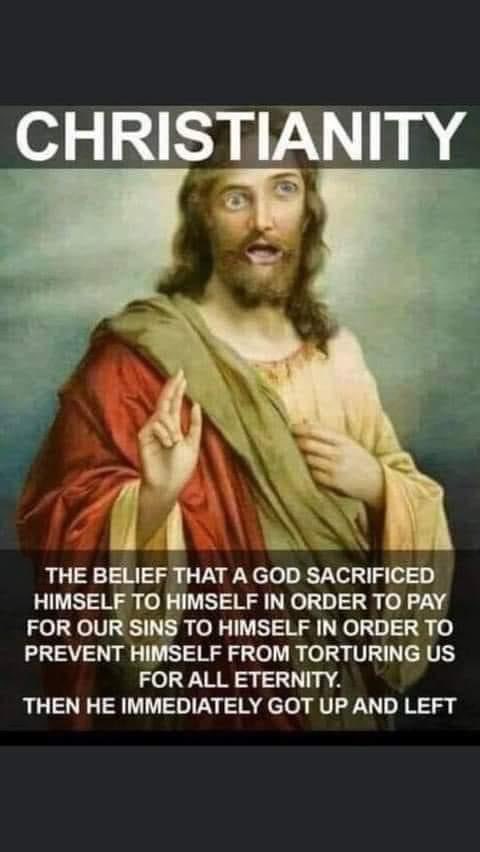 CHRISTIANITY
THE BELIEF THAT A GOD SACRIFICED
HIMSELF TO HIMSELF IN ORDER TO PAY
FOR OUR SINS TO HIMSELF IN ORDER TO
PREVENT HIMSELF FROM TORTURING US
FOR ALL ETERNITY.
THEN HE IMMEDIATELY GOT UP AND LEFT